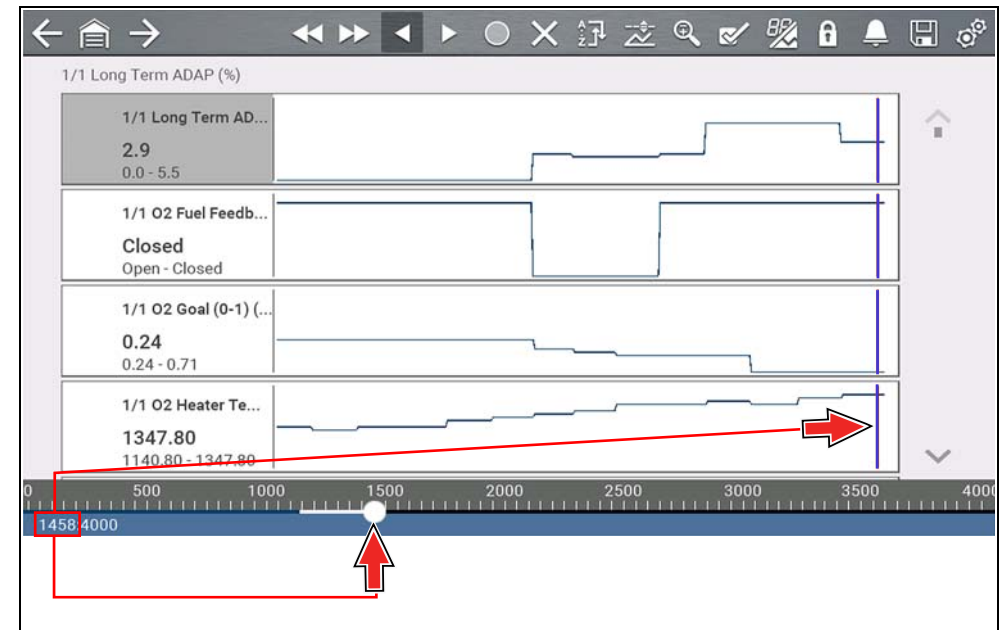 1/1 Long Term ADAP (%)
1/1 Long Term AD...
2.9
0.0 - 5.5
1/1 O2 Fuel Feedb...
Closed
Open - Closed
1/1 O2 Goal (0-1) (...
0.24
0.24 - 0.71
1/1 O2 Heater Te...
1347.80
1140.80 - 1347.80
0 500 1000 1500 2000 2500 3000 3500 4000
1458:4000